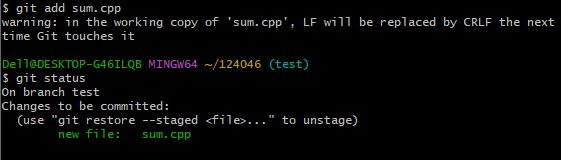 $ git add sum.cpp
warning: in the working copy of 'sum.cpp', LF will be replaced by CRLF the next
time Git touches it
Dell@DESKTOP-G46ILQB MINGW64 ~/124046 (test)
$ git status
On branch test
Changes to be committed:
(use "git restore --staged <file>..." to unstage)
new file: sum.cpp